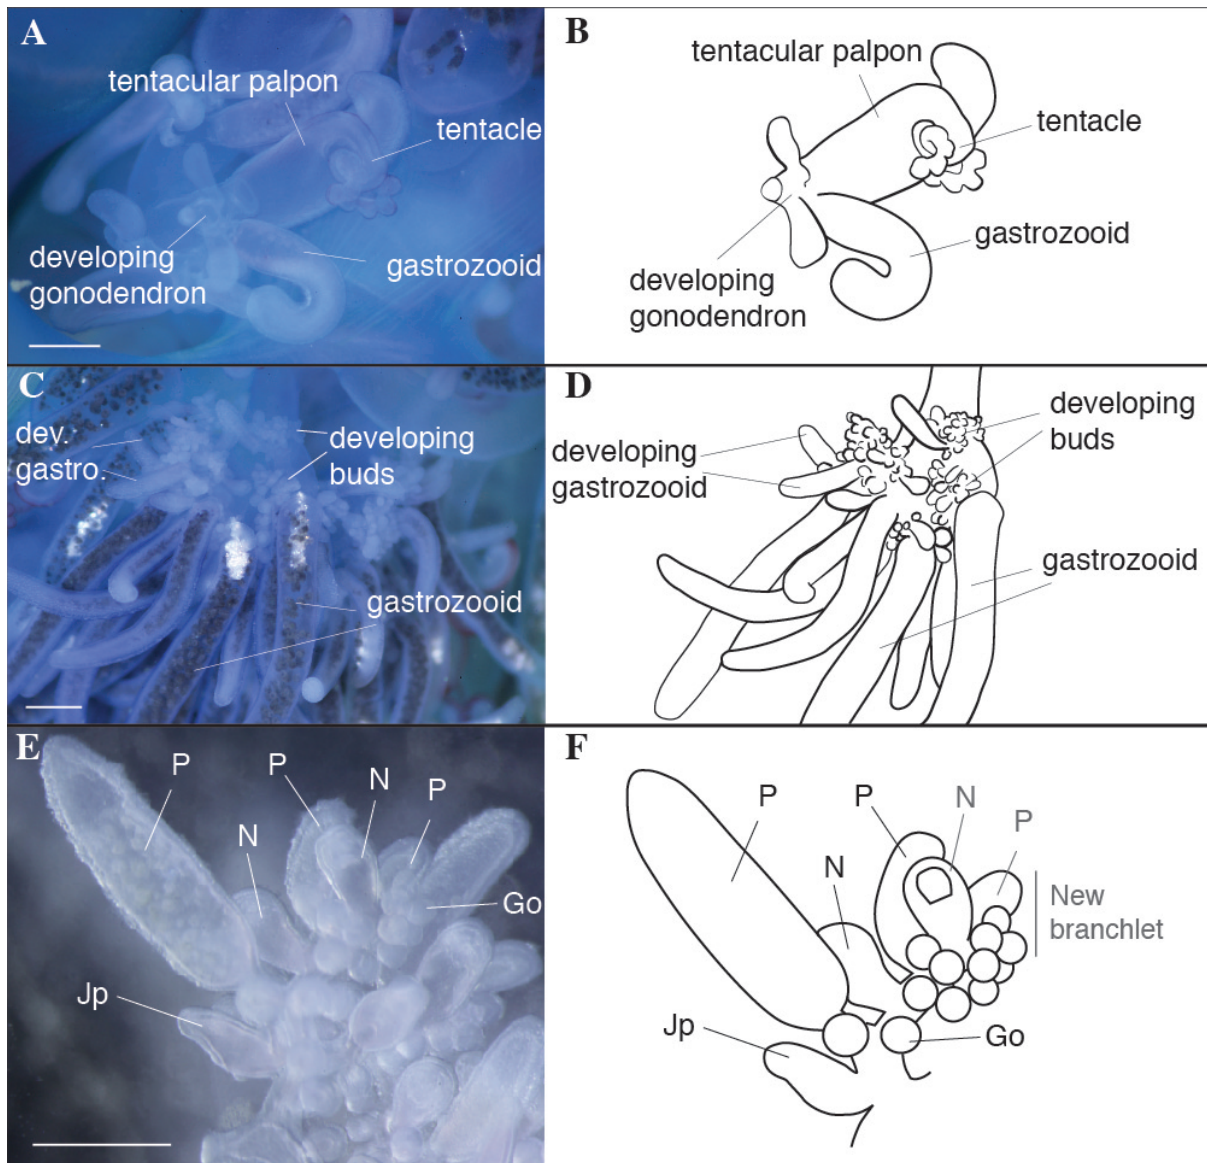 A
tentacular palpon
tentacle
developing
gonodendron
gastrozooid
B
tentacular palpon
tentacle
gastrozooid
developing
gonodendron
C
dev.
gastro.
developing
buds
gastrozooid
D
developing
gastrozooid
developing
buds
gastrozooid
E
P
P
N
P
N
Go
Jp
F
P
P
N
P
N
New
branchlet
Jp
Go